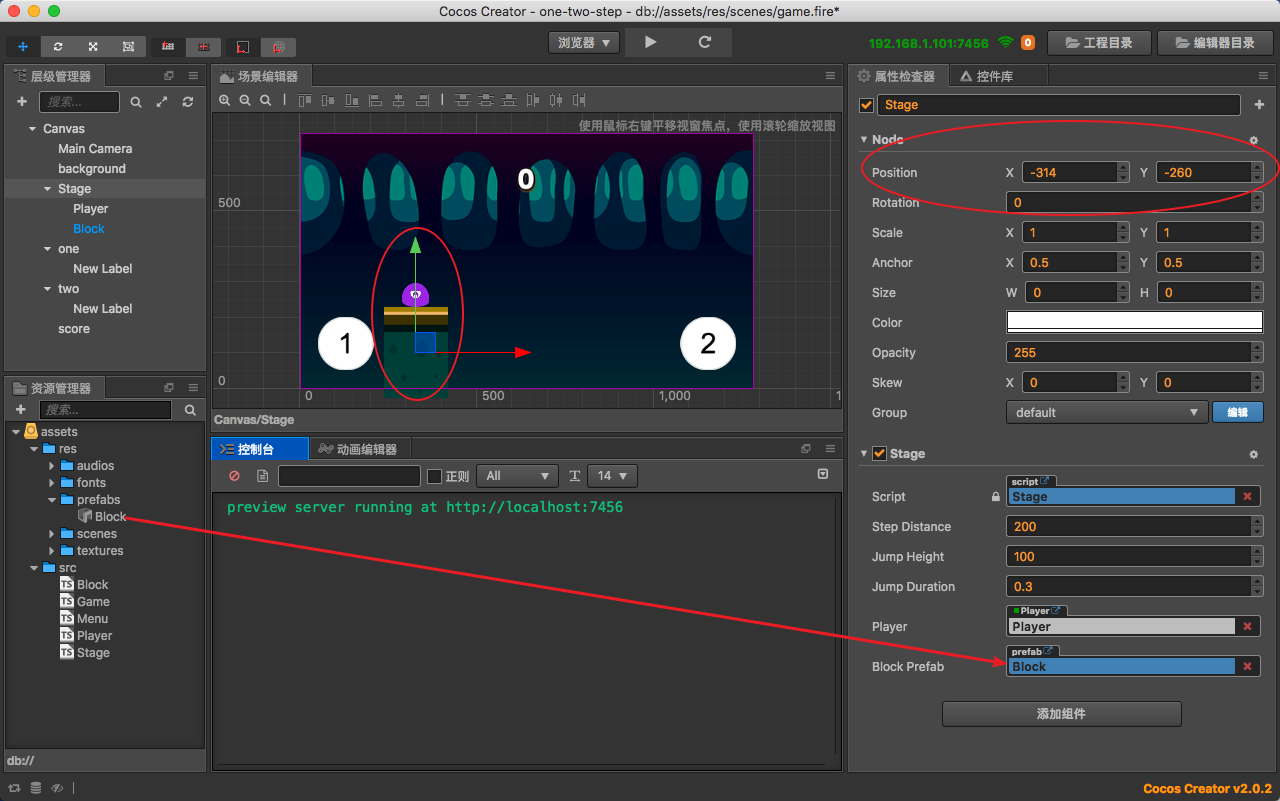 Cocos Creator - one-two-step - db://assets/res/scenes/game.fire*
浏览器
192.168.1.101:7456
0
工程目录
编辑器目录
层级管理器
搜索...
Canvas
Main Camera
background
Stage
Player
Block
one
New Label
two
New Label
score
资源管理器
搜索...
assets
res
audios
fonts
prefabs
Block
scenes
textures
src
TS Block
TS Game
TS Menu
TS Player
TS Stage
db://
场景编辑器
使用鼠标右键平移视窗焦点，使用滚轮缩放视图
0
500
1
2
0
0
500
1,000
1
Canvas/Stage
控制台
动画编辑器
正则
All
14
preview server running at http://localhost:7456
属性检查器
控件库
Stage
Node
Position X -314 Y -260
Rotation 0
Scale X 1 Y 1
Anchor X 0.5 Y 0.5
Size W 0 H 0
Color
Opacity 255
Skew X 0 Y 0
Group default 编辑
Stage
script
Script Stage
Step Distance 200
Jump Height 100
Jump Duration 0.3
Player
Player Player
prefab
Block Prefab Block
添加组件
Cocos Creator v2.0.2